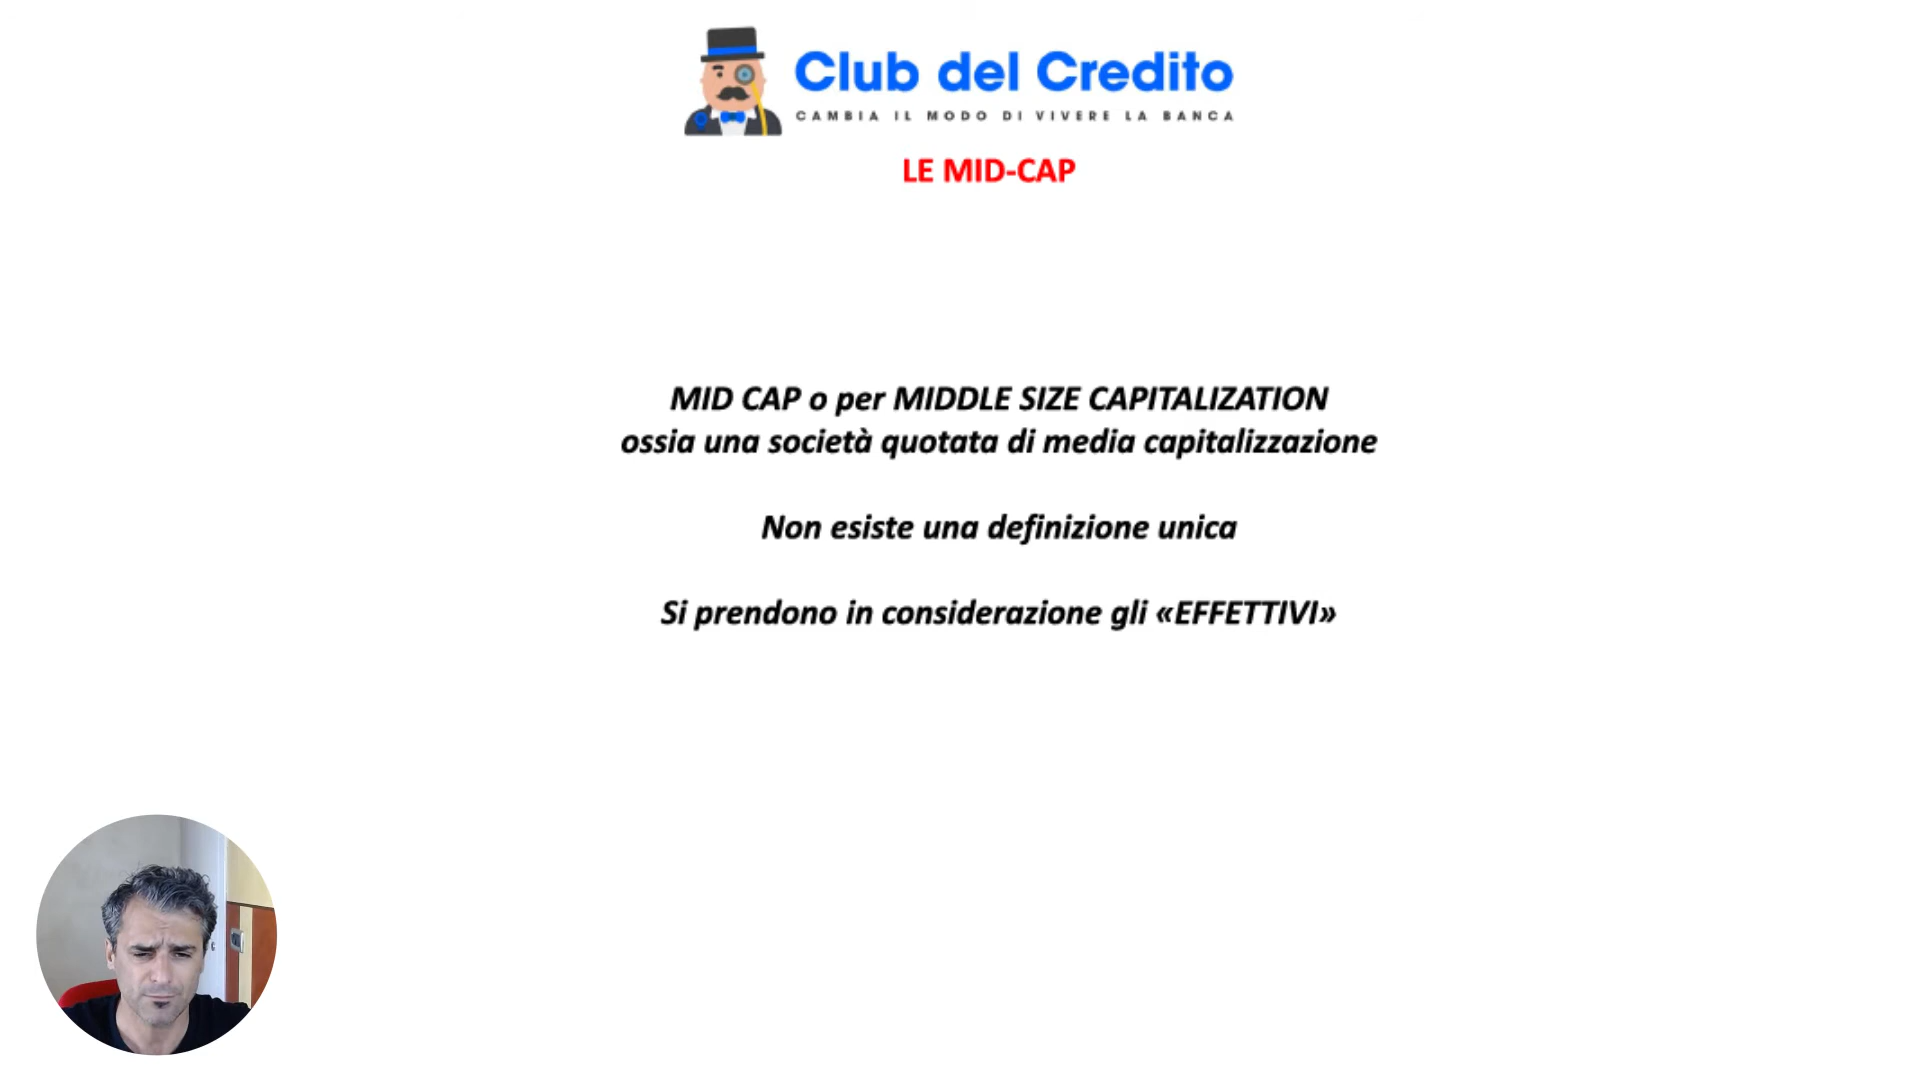 Club del Credito
CAMBIA IL MODO DI VIVERE LA BANCA
LE MID-CAP
MID CAP o per MIDDLE SIZE CAPITALIZATION
ossia una società quotata di media capitalizzazione
Non esiste una definizione unica
Si prendono in considerazione gli «EFFETTIVI»